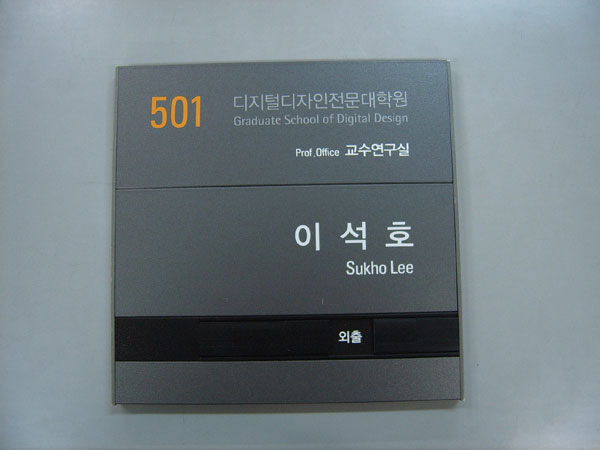 501 디지털디자인전문대학원
Graduate School of Digital Design
Prof.Office 교수연구실
이 석 호
Sukho Lee
외출